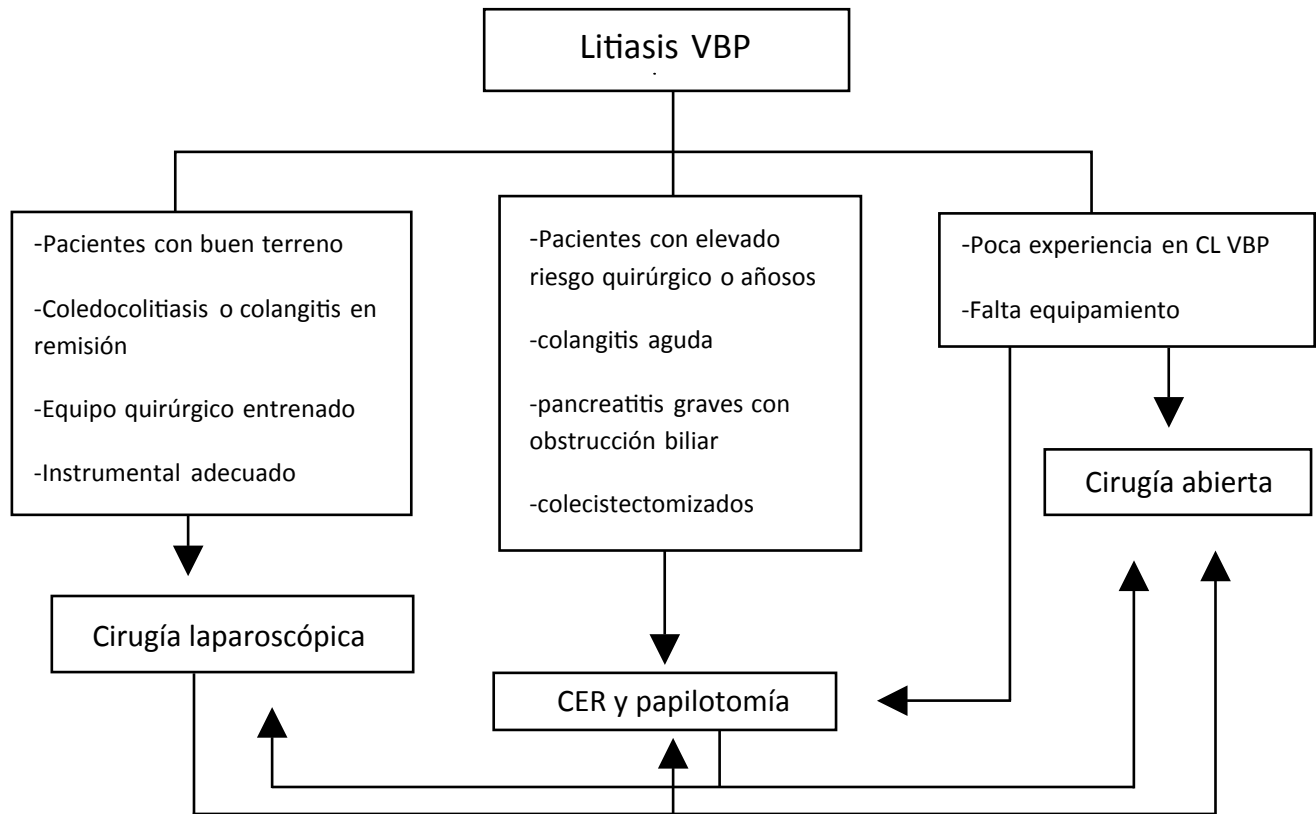 Litiasis VBP
-Pacientes con buen terreno
-Coledocolitiasis o colangitis en
remisión
-Equipo quirúrgico entrenado
-Instrumental adecuado
-Pacientes con elevado
riesgo quirúrgico o añosos
-colangitis aguda
-pancreatitis graves con
obstrucción biliar
-colecistectomizados
-Poca experiencia en CL VBP
-Falta equipamiento
Cirugía abierta
Cirugía laparoscópica
CER y papilotomía